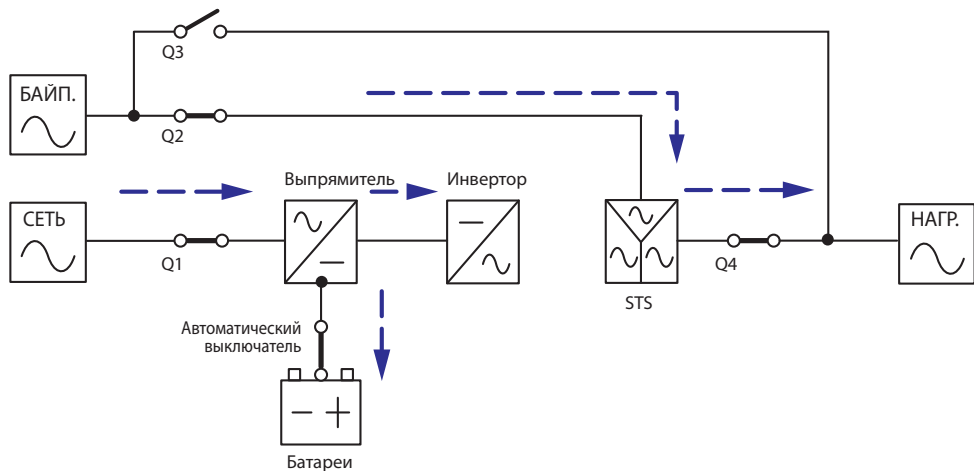 Q3
БАЙП.
Q2
Выпрямитель
Инвертор
СЕТЬ
НАГР.
Q1
Q4
STS
Автоматический
выключатель
Батареи